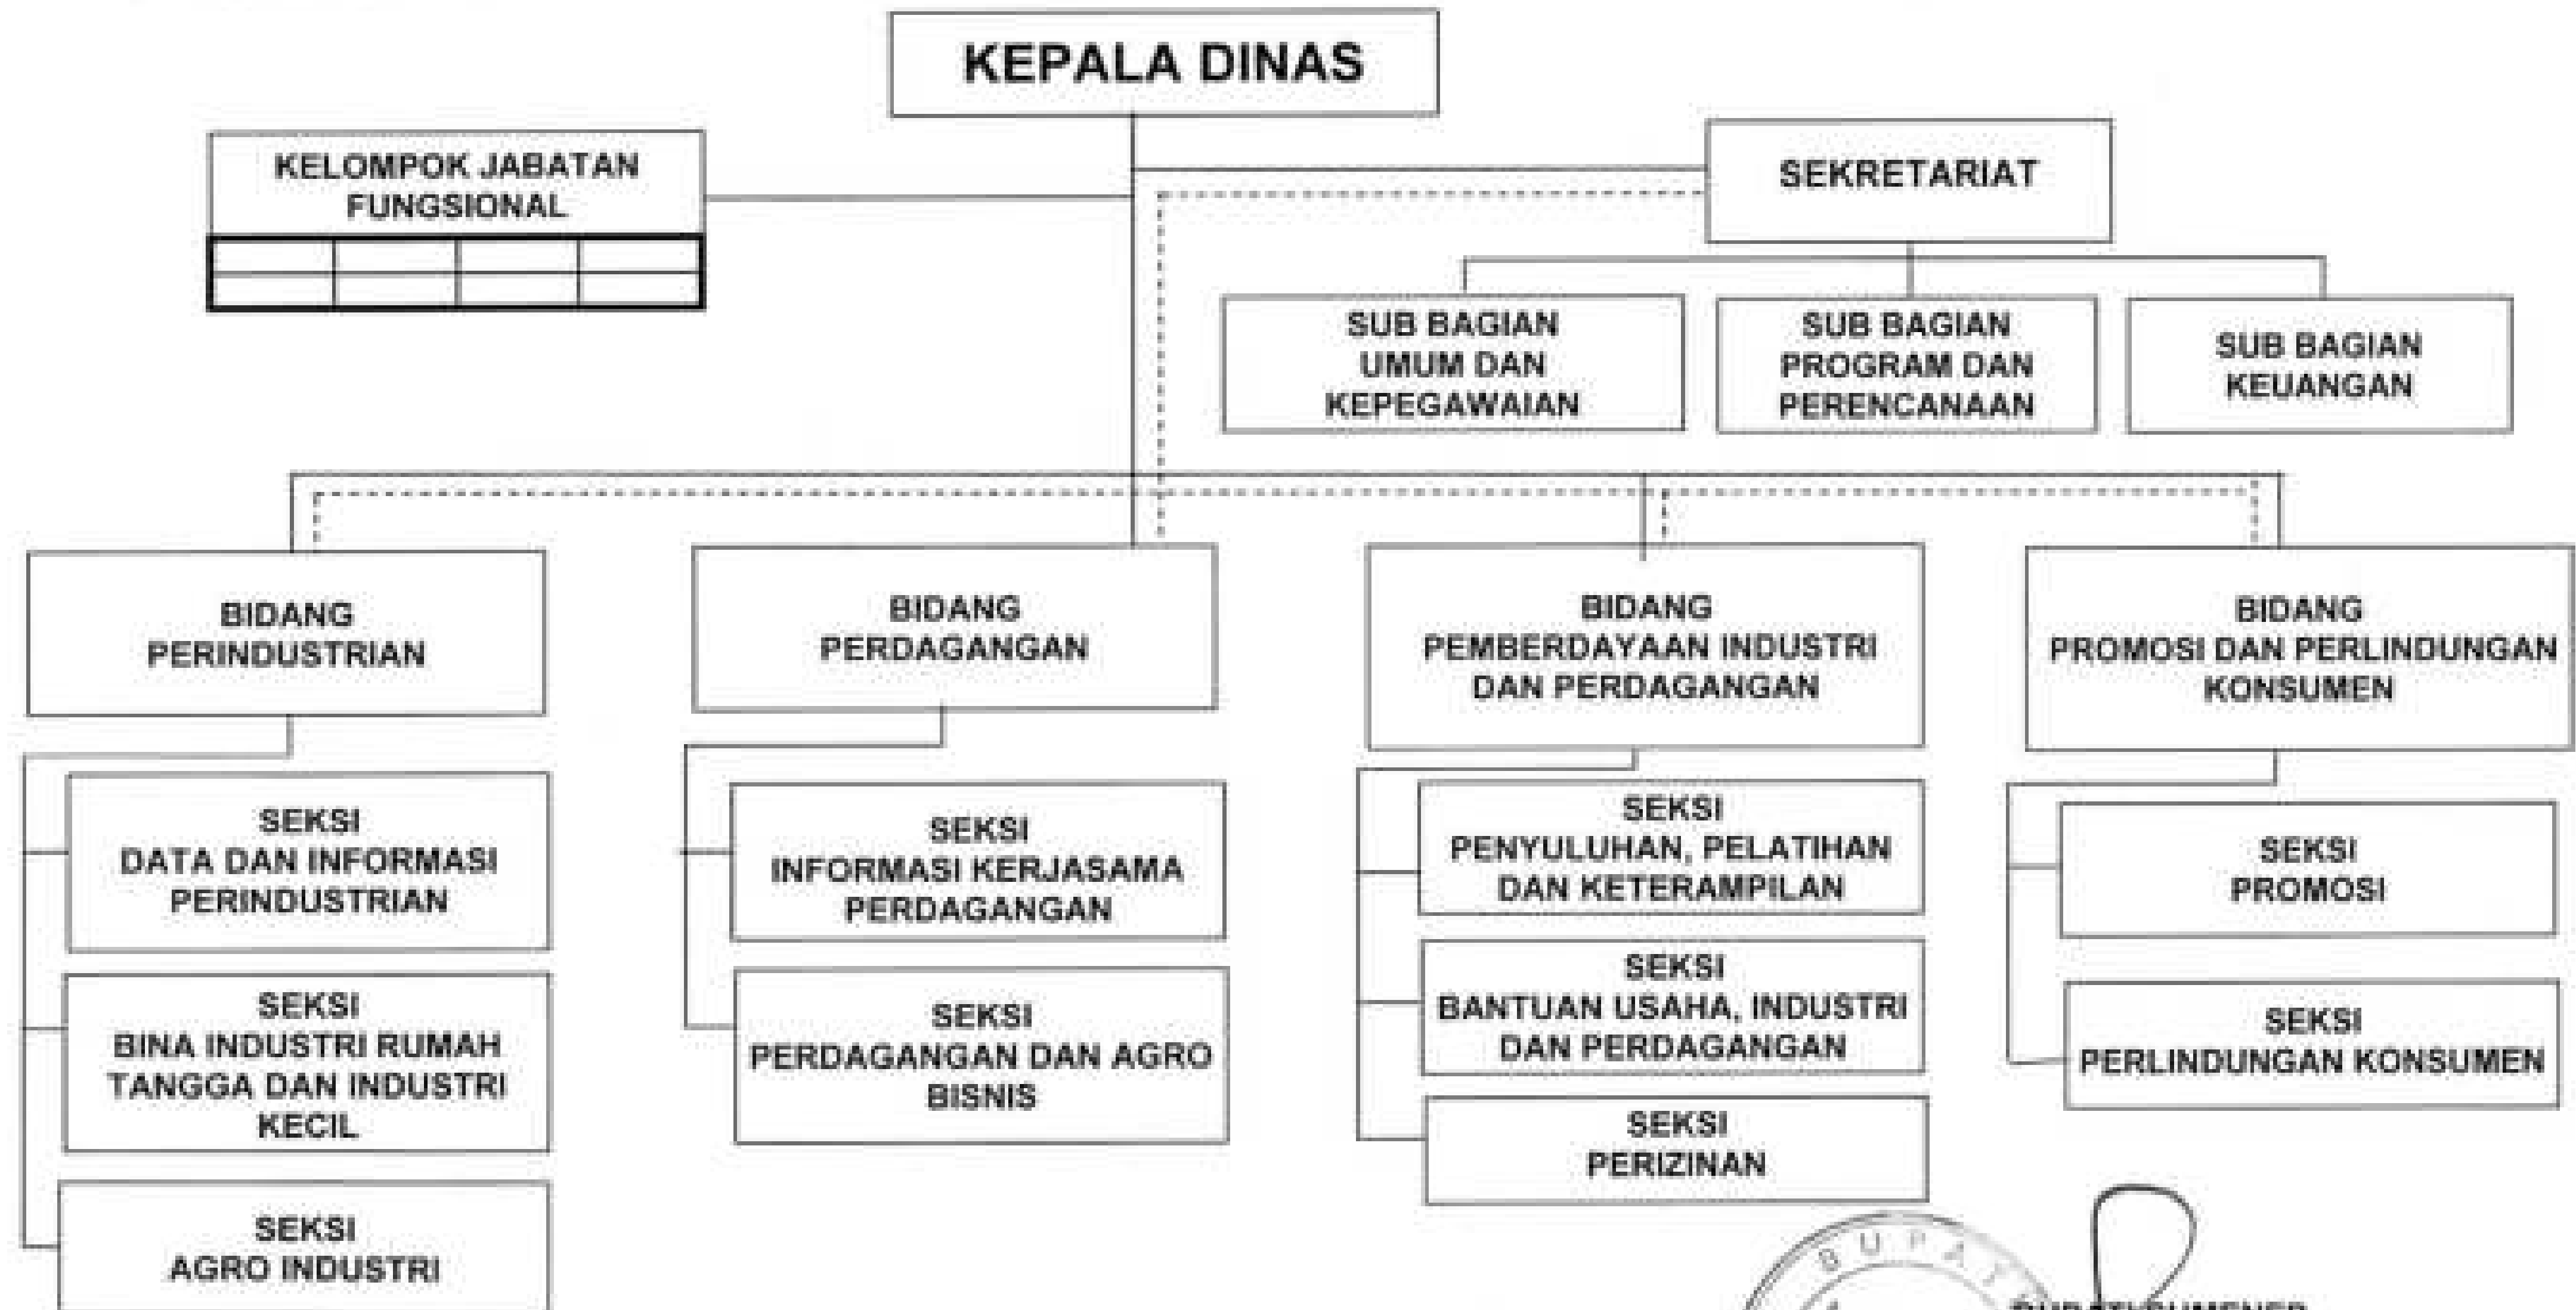 KEPALA DINAS
KELOMPOK JABATAN
FUNGSIONAL
SEKRETARIAT
SUB BAGIAN
UMUM DAN
KEPEGAWAIAN
SUB BAGIAN
PROGRAM DAN
PERENCANAAN
SUB BAGIAN
KEUANGAN
BIDANG
PERINDUSTRIAN
BIDANG
PERDAGANGAN
BIDANG
PEMBERDAYAAN INDUSTRI
DAN PERDAGANGAN
BIDANG
PROMOSI DAN PERLINDUNGAN
KONSUMEN
SEKSI
DATA DAN INFORMASI
PERINDUSTRIAN
SEKSI
BINA INDUSTRI RUMAH
TANGGA DAN INDUSTRI
KECIL
SEKSI
AGRO INDUSTRI
SEKSI
INFORMASI KERJASAMA
PERDAGANGAN
SEKSI
PERDAGANGAN DAN AGRO
BISNIS
SEKSI
PENYULUHAN, PELATIHAN
DAN KETERAMPILAN
SEKSI
BANTUAN USAHA, INDUSTRI
DAN PERDAGANGAN
SEKSI
PERIZINAN
SEKSI
PROMOSI
SEKSI
PERLINDUNGAN KONSUMEN